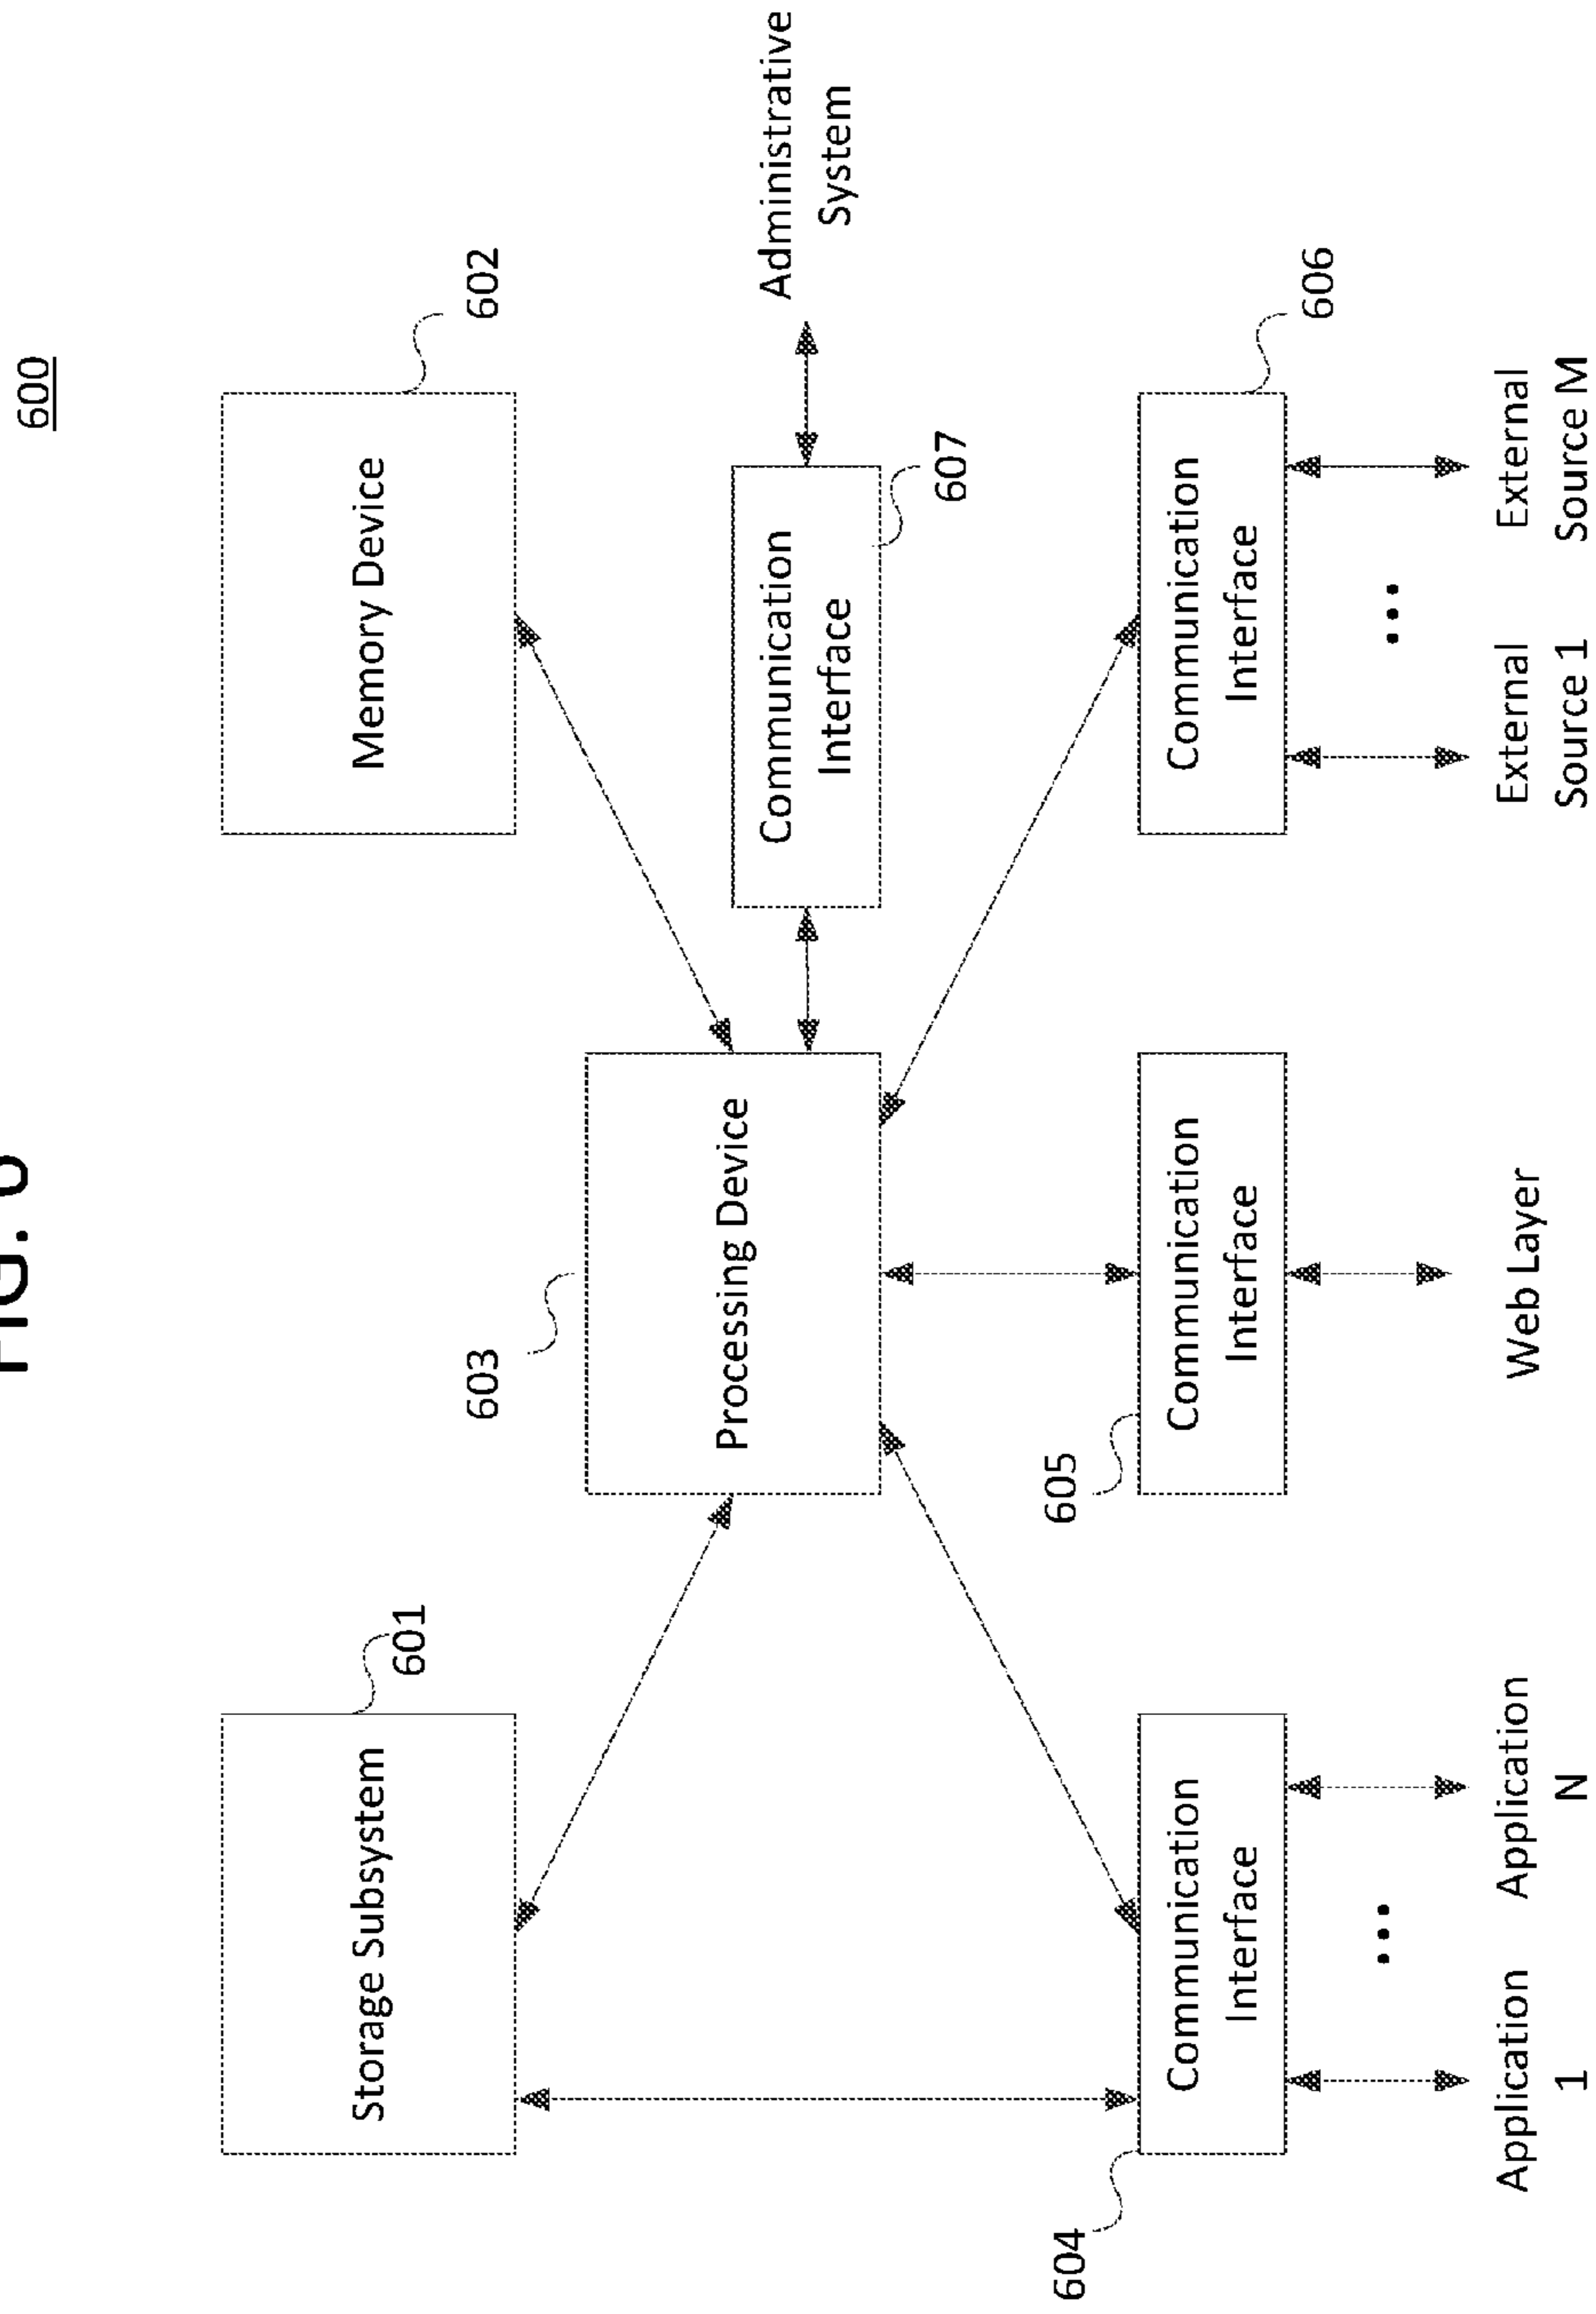 FIG. 6
600
Storage Subsystem
601
Memory Device
602
603
Processing Device
Communication
Interface
607
Administrative
System
604
Communication
Interface
605
Communication
Interface
Communication
Interface
606
...
...
Application
1
Application
N
Web Layer
External
Source 1
External
Source M